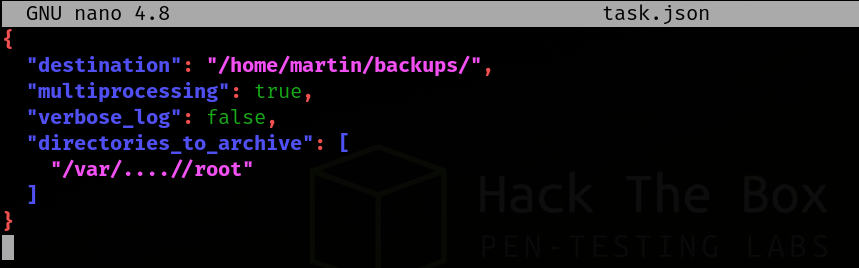 GNU nano 4.8 task.json
{
"destination": "/home/martin/backups/",
"multiprocessing": true,
"verbose_log": false,
"directories_to_archive": [
"/var/....//root"
]
}
Hack The Box
PEN-TESTING LABS